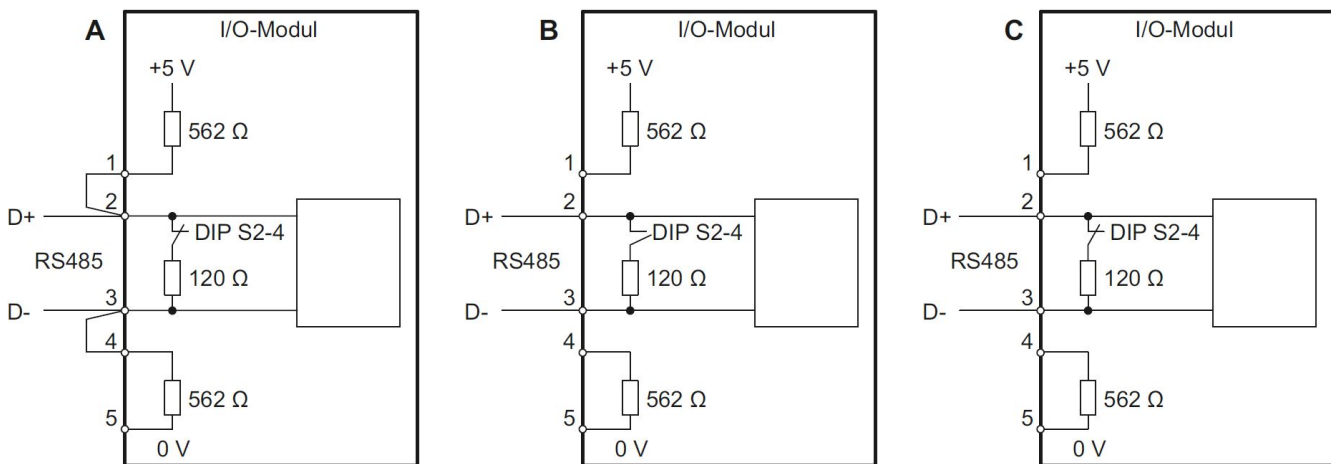 A
I/O-Modul
+5 V
562 Ω
1
2
D+
DIP S2-4
RS485
120 Ω
3
D-
4
562 Ω
5
0 V
B
I/O-Modul
+5 V
562 Ω
1
2
D+
DIP S2-4
RS485
120 Ω
3
D-
4
562 Ω
5
0 V
C
I/O-Modul
+5 V
562 Ω
1
2
D+
DIP S2-4
RS485
120 Ω
3
D-
4
562 Ω
5
0 V